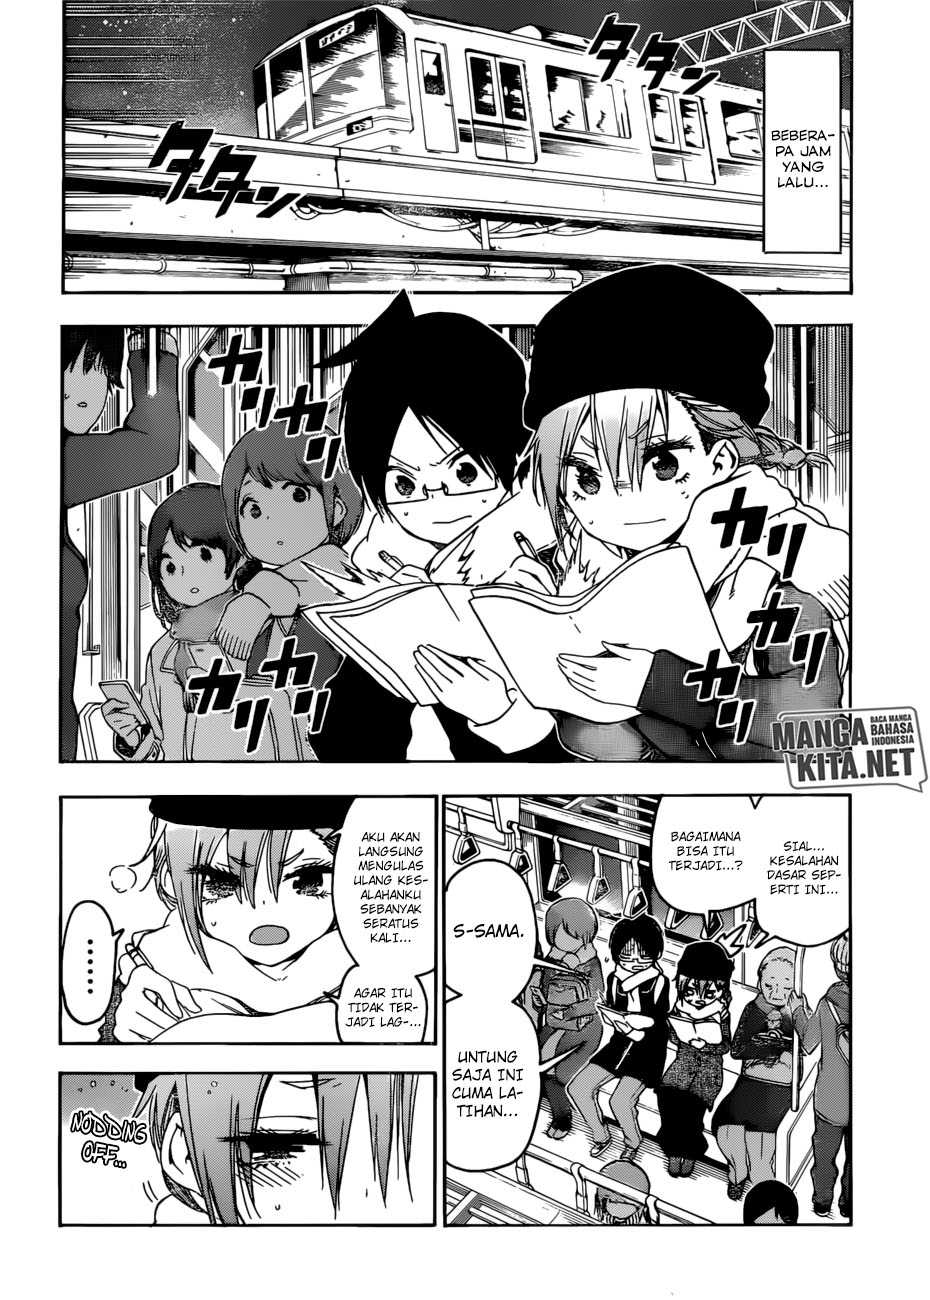 タタン
タタン
BEBERA-
PA JAM
YANG
LALU...
カリカリ
カリ
カリカリ
カリ
MANGA
KITA.NET
BACA MANGA
BAHASA
INDONESIA
SIAL...
KESALAHAN
DASAR SEP-
ERTI INI...
BAGAIMANA
BISA ITU
TERJADI...?
S-SAMA.
UNTUNG
SAJA INI
CUMA LA-
TIHAN...
AKU AKAN
LANGSUNG
MENGULAS
ULANG KES-
ALAHANKU
SEBANYAK
SERATUS
KALI...
AGAR ITU
TIDAK TER-
JADI LAG-...
......
NODDING
OFF...